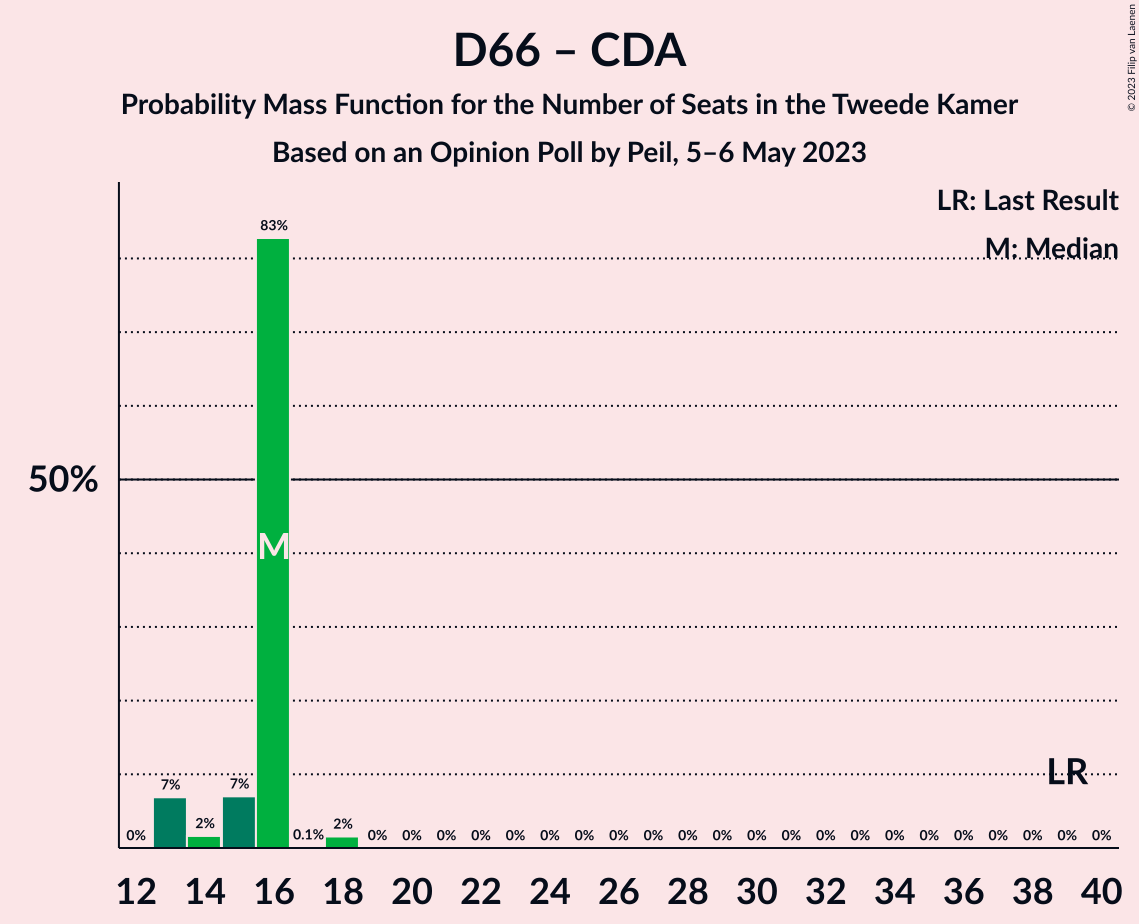 D66 – CDA
Probability Mass Function for the Number of Seats in the Tweede Kamer
Based on an Opinion Poll by Peil, 5–6 May 2023
© 2023 Filip van Laenen
LR: Last Result
M: Median
50%
0% 7% 2% 7% 83% 0.1% 2% 0% 0% 0% 0% 0% 0% 0% 0% 0% 0% 0% 0% 0% 0% 0% 0% 0% 0% 0% 0% 0% 0%
M
LR
12 14 16 18 20 22 24 26 28 30 32 34 36 38 40